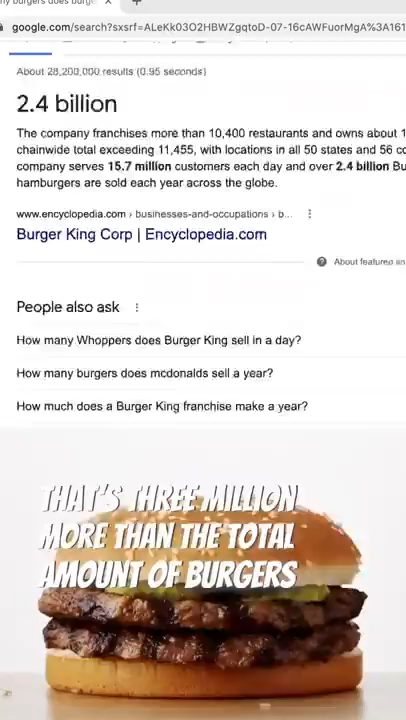 google.com/search?sxsrf=ALeKk03O2HBWZgqtoD-07-16cAWFuorMgA%3A161
About 28,200,000 results (0.95 seconds)
2.4 billion
The company franchises more than 10,400 restaurants and owns about 1
chainwide total exceeding 11,455, with locations in all 50 states and 56 co
company serves 15.7 million customers each day and over 2.4 billion Bu
hamburgers are sold each year across the globe.
www.encyclopedia.com › businesses-and-occupations › b...
Burger King Corp | Encyclopedia.com
About featured
People also ask
How many Whoppers does Burger King sell in a day?
How many burgers does mcdonalds sell a year?
How much does a Burger King franchise make a year?
THAT'S THREE MILLION
MORE THAN THE TOTAL
AMOUNT OF BURGERS